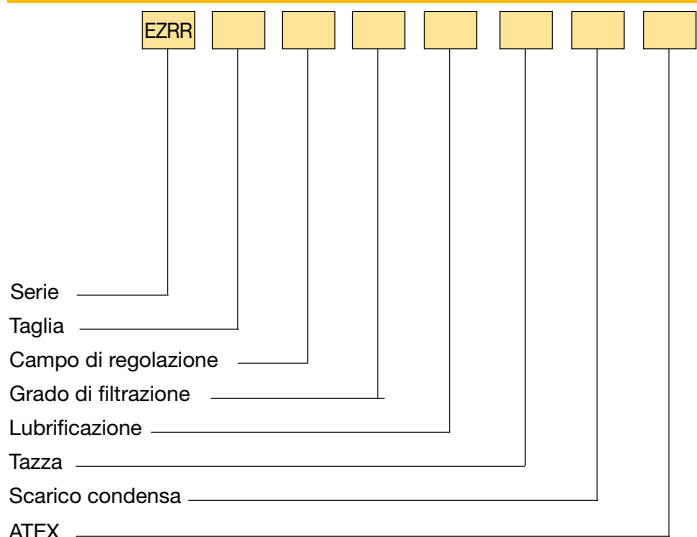 EZRR
Serie
Taglia
Campo di regolazione
Grado di filtrazione
Lubrificazione
Tazza
Scarico condensa
ATEX